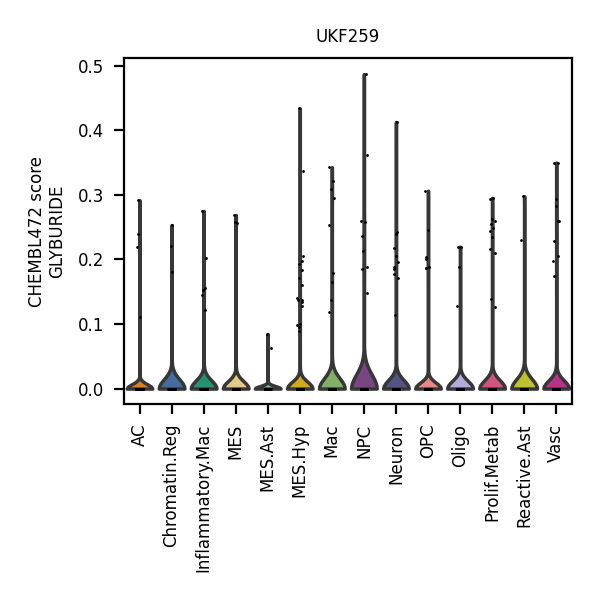 UKF259
CHEMBL472 score
GLYBURIDE
0.5
0.4
0.3
0.2
0.1
0.0
AC
Chromatin.Reg
Inflammatory.Mac
MES
MES.Ast
MES.Hyp
Mac
NPC
Neuron
OPC
Oligo
Prolif.Metab
Reactive.Ast
Vasc